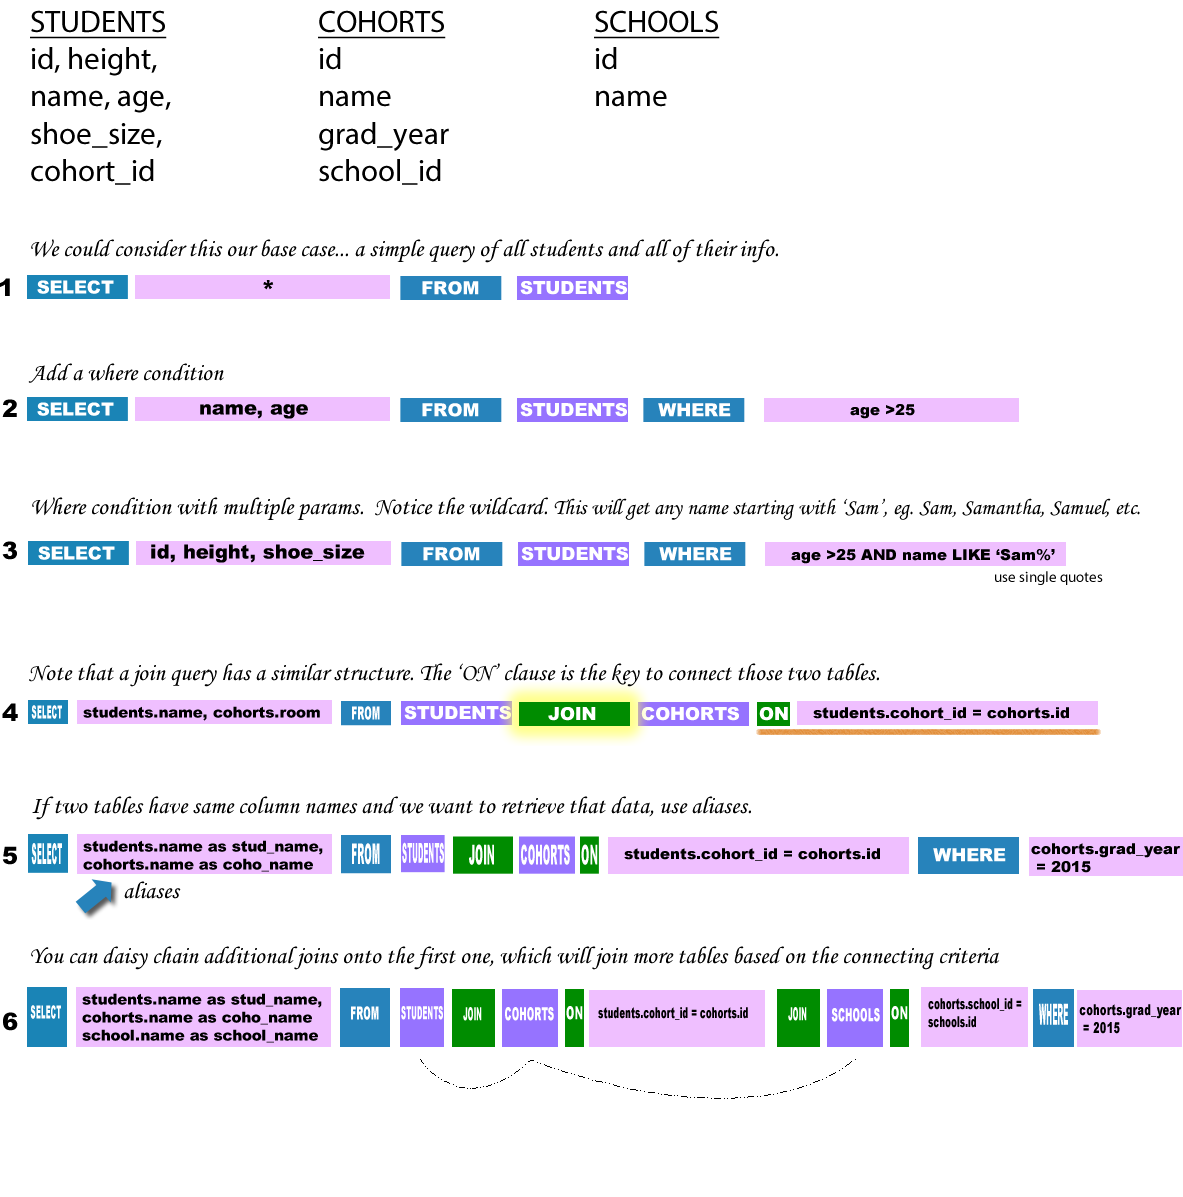 STUDENTS COHORTS SCHOOLS
id, height, id id
name, age, name name
shoe_size, grad_year
cohort_id school_id
We could consider this our base case... a simple query of all students and all of their info.
1 SELECT * FROM STUDENTS
Add a where condition
2 SELECT name, age FROM STUDENTS WHERE age >25
Where condition with multiple params. Notice the wildcard. This will get any name starting with ‘Sam’, eg. Sam, Samantha, Samuel, etc.
3 SELECT id, height, shoe_size FROM STUDENTS WHERE age >25 AND name LIKE ‘Sam%’
use single quotes
Note that a join query has a similar structure. The ‘ON’ clause is the key to connect those two tables.
4 SELECT students.name, cohorts.room FROM STUDENTS JOIN COHORTS ON students.cohort_id = cohorts.id
If two tables have same column names and we want to retrieve that data, use aliases.
5 SELECT students.name as stud_name, FROM STUDENTS JOIN COHORTS ON students.cohort_id = cohorts.id WHERE cohorts.grad_year
cohorts.name as coho_name = 2015
aliases
You can daisy chain additional joins onto the first one, which will join more tables based on the connecting criteria
6 SELECT students.name as stud_name, FROM STUDENTS JOIN COHORTS ON students.cohort_id = cohorts.id JOIN SCHOOLS ON cohorts.school_id = WHERE cohorts.grad_year
cohorts.name as coho_name schools.id = 2015
school.name as school_name